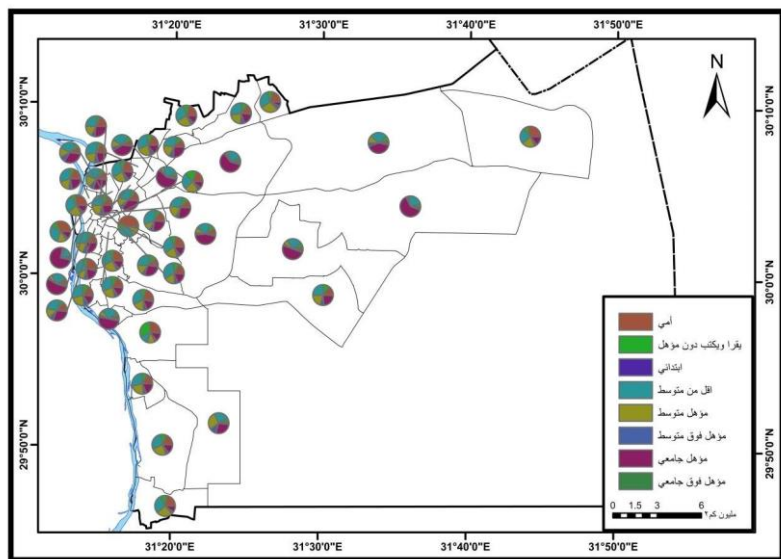 31°20'0"E
31°30'0"E
31°40'0"E
31°50'0"E
30°10'0"N
30°0'0"N
29°50'0"N
N
30°10'0"N
30°0'0"N
29°50'0"N
أمي
يقرا ويكتب دون مؤهل
ابتدائي
اقل من متوسط
مؤهل متوسط
مؤهل فوق متوسط
مؤهل جامعي
مؤهل فوق جامعي
0 1.5 3 6
مليون كم٢
31°20'0"E
31°30'0"E
31°40'0"E
31°50'0"E